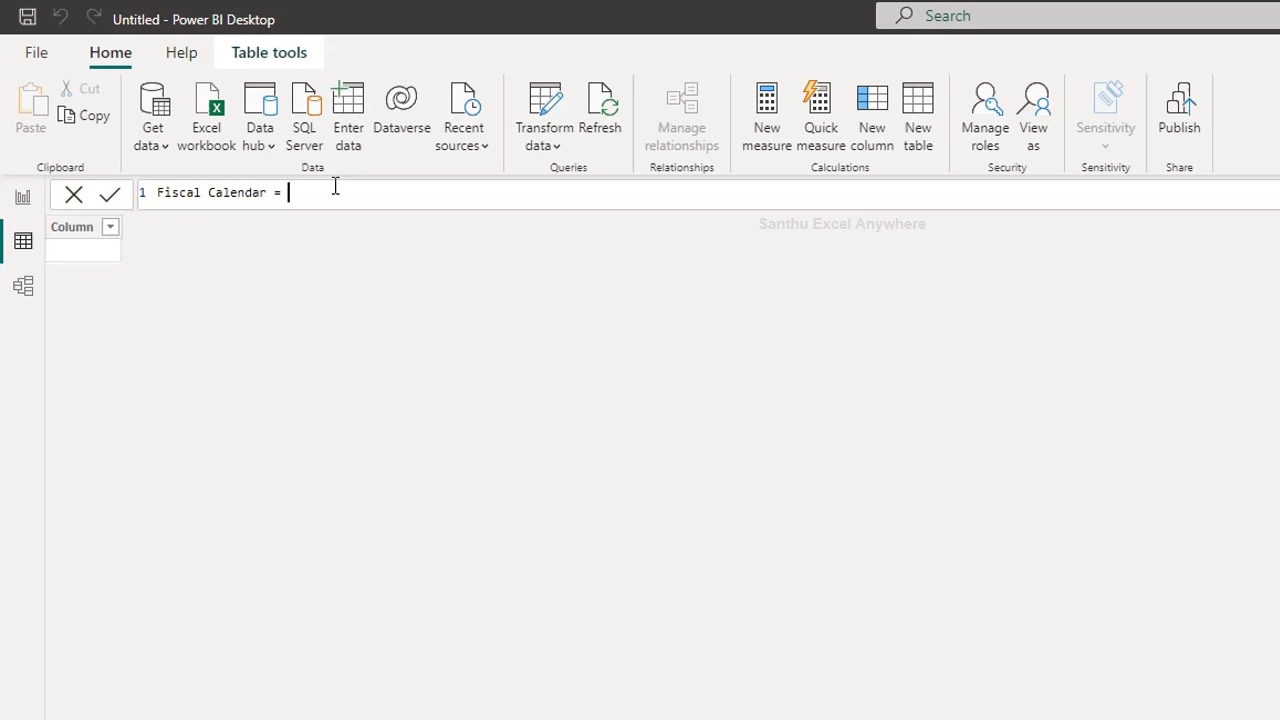 Untitled - Power BI Desktop
Search
File Home Help Table tools
Paste
Cut
Copy
Clipboard
Get data
Excel workbook
Data hub
SQL Server
Enter data
Dataverse
Recent sources
Data
Transform data
Refresh
Queries
Manage relationships
Relationships
New measure
Quick measure
New column
New table
Calculations
Manage roles
View as
Security
Sensitivity
Sensitivity
Publish
Share
1 Fiscal Calendar =
Column
Santhu Excel Anywhere